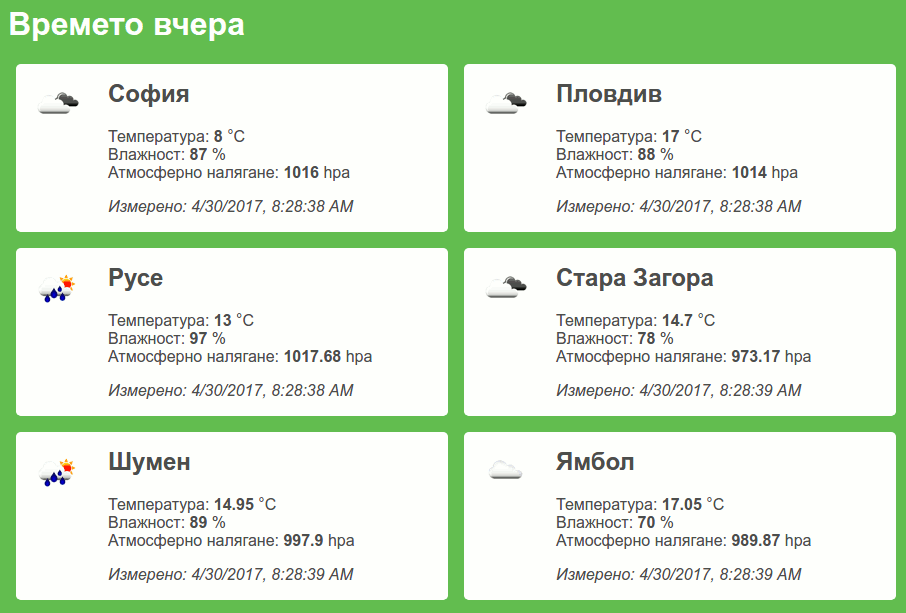 Времето вчера
София
Температура: 8 °C
Влажност: 87 %
Атмосферно налягане: 1016 hpa
Измерено: 4/30/2017, 8:28:38 AM
Пловдив
Температура: 17 °C
Влажност: 88 %
Атмосферно налягане: 1014 hpa
Измерено: 4/30/2017, 8:28:38 AM
Русе
Температура: 13 °C
Влажност: 97 %
Атмосферно налягане: 1017.68 hpa
Измерено: 4/30/2017, 8:28:38 AM
Стара Загора
Температура: 14.7 °C
Влажност: 78 %
Атмосферно налягане: 973.17 hpa
Измерено: 4/30/2017, 8:28:39 AM
Шумен
Температура: 14.95 °C
Влажност: 89 %
Атмосферно налягане: 997.9 hpa
Измерено: 4/30/2017, 8:28:39 AM
Ямбол
Температура: 17.05 °C
Влажност: 70 %
Атмосферно налягане: 989.87 hpa
Измерено: 4/30/2017, 8:28:39 AM